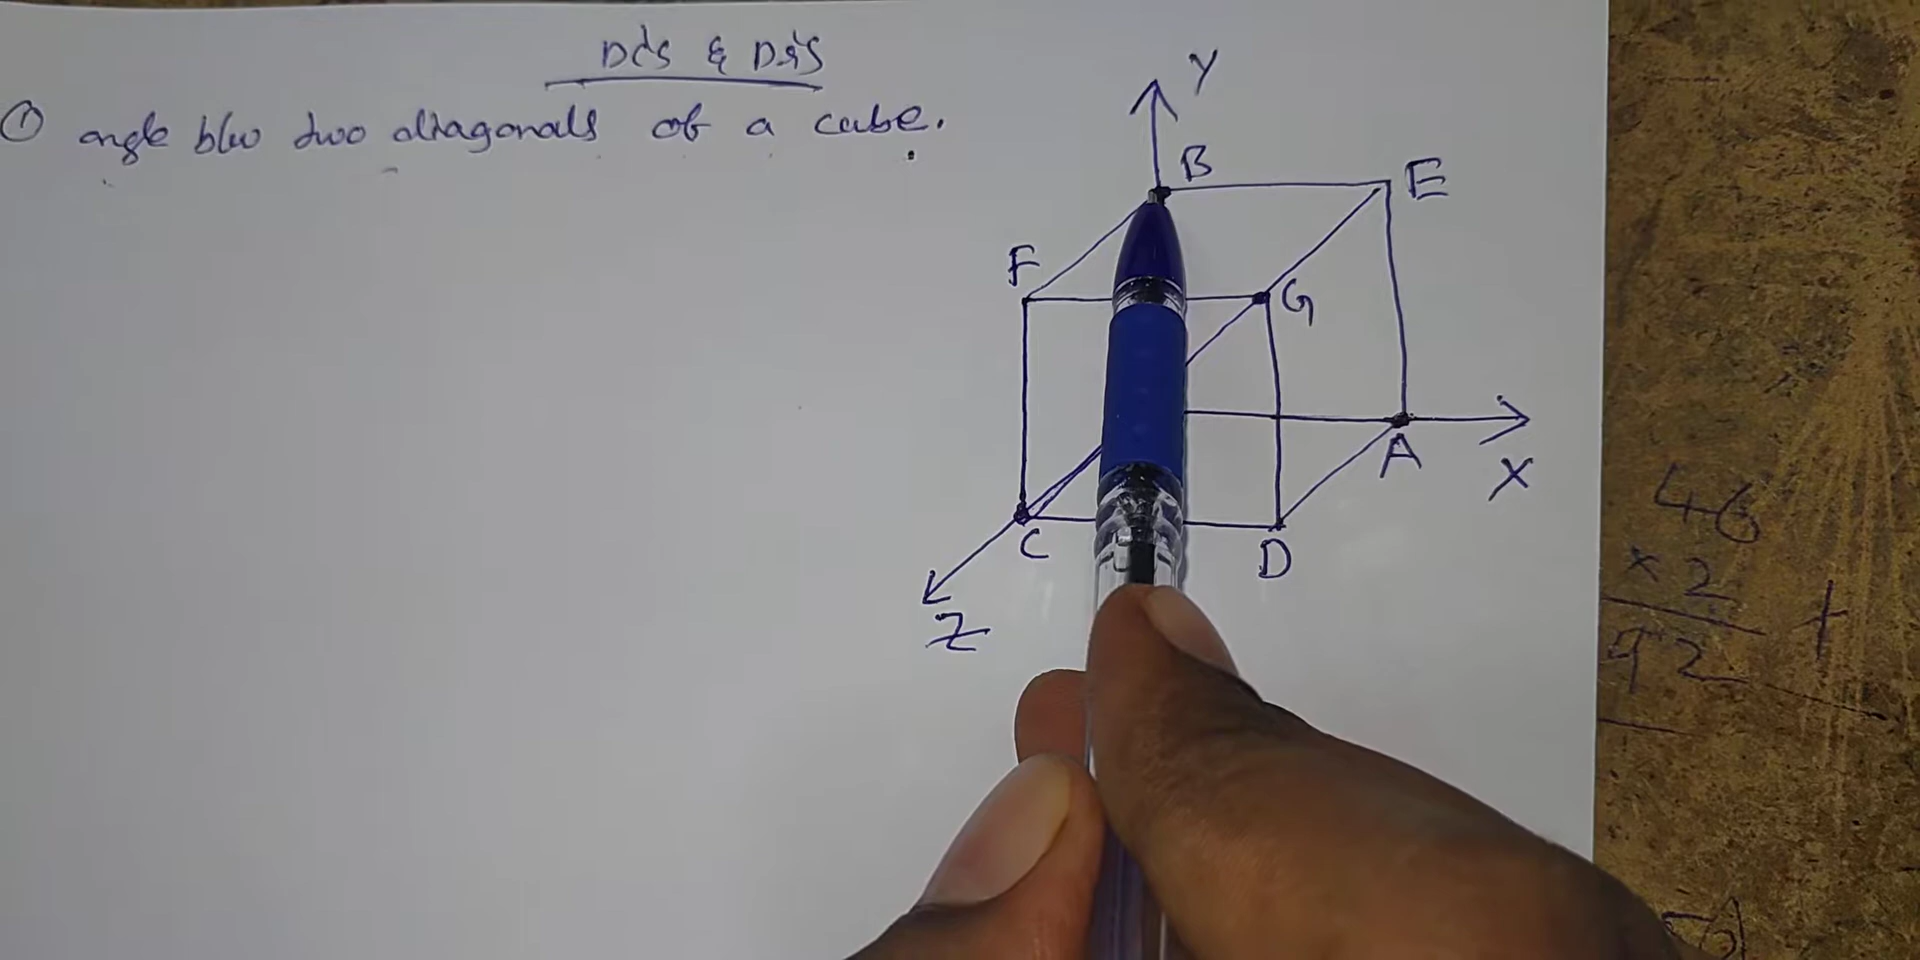 DC's & Dr's
① angle b/w two diagonals of a cube.
Y
B
E
F
G
A
X
C
D
Z
46
× 2
92
+